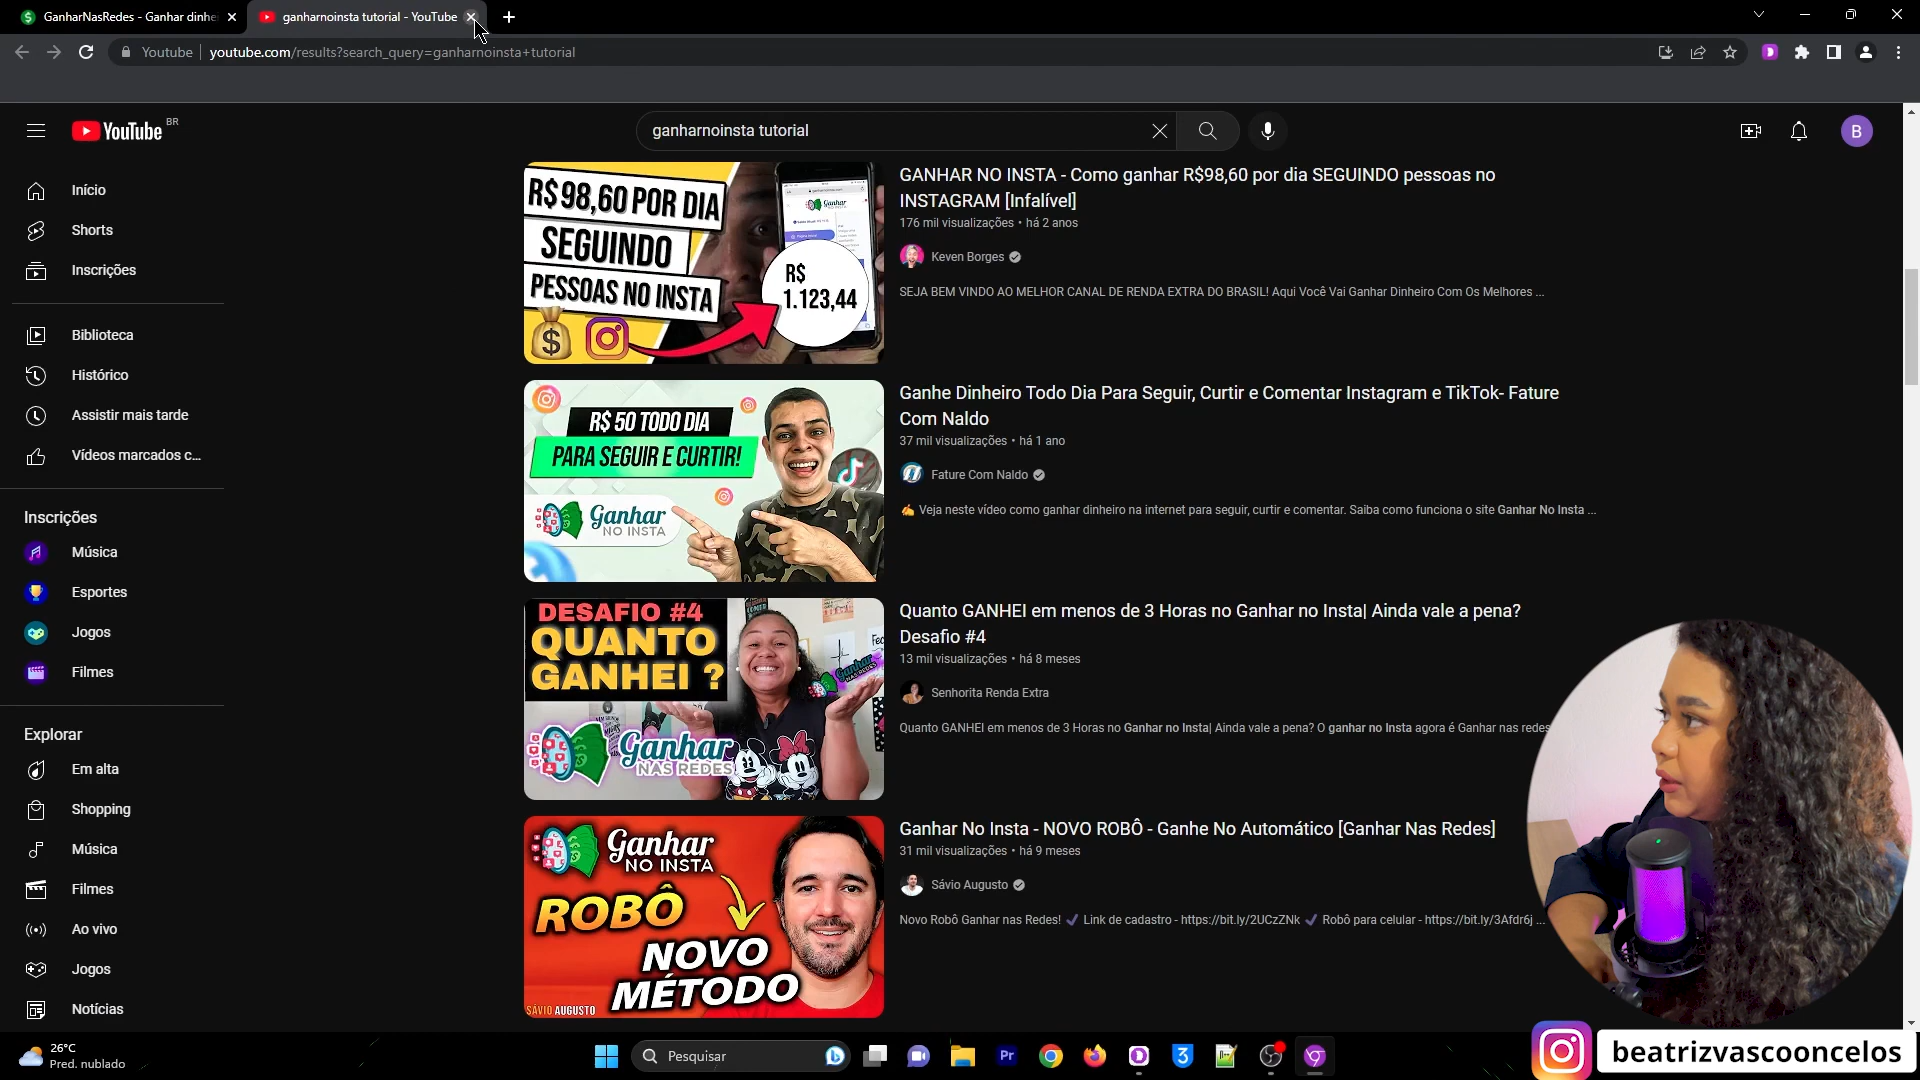 GanharNasRedes - Ganhar dinhe
ganharnoinsta tutorial - YouTube
Youtube
youtube.com/results?search_query=ganharnoinsta+tutorial
YouTube BR
ganharnoinsta tutorial
B
Início
Shorts
Inscrições
Biblioteca
Histórico
Assistir mais tarde
Vídeos marcados c...
Inscrições
Música
Esportes
Jogos
Filmes
Explorar
Em alta
Shopping
Música
Filmes
Ao vivo
Jogos
Notícias
R$98,60 POR DIA
SEGUINDO
PESSOAS NO INSTA
Ganhar
R$
1.123,44
GANHAR NO INSTA - Como ganhar R$98,60 por dia SEGUINDO pessoas no
INSTAGRAM [Infalível]
176 mil visualizações • há 2 anos
Keven Borges
SEJA BEM VINDO AO MELHOR CANAL DE RENDA EXTRA DO BRASIL! Aqui Você Vai Ganhar Dinheiro Com Os Melhores ...
R$ 50 TODO DIA
PARA SEGUIR E CURTIR!
Ganhar
NO INSTA
Ganhe Dinheiro Todo Dia Para Seguir, Curtir e Comentar Instagram e TikTok- Fature
Com Naldo
37 mil visualizações • há 1 ano
Fature Com Naldo
✍ Veja neste vídeo como ganhar dinheiro na internet para seguir, curtir e comentar. Saiba como funciona o site Ganhar No Insta ...
DESAFIO #4
QUANTO
GANHEI ?
Ganhar
NAS REDES
Quanto GANHEI em menos de 3 Horas no Ganhar no Insta| Ainda vale a pena?
Desafio #4
13 mil visualizações • há 8 meses
Senhorita Renda Extra
Quanto GANHEI em menos de 3 Horas no Ganhar no Insta| Ainda vale a pena? O ganhar no Insta agora é Ganhar nas redes
Ganhar
NO INSTA
ROBÔ
NOVO
MÉTODO
SÁVIO AUGUSTO
Ganhar No Insta - NOVO ROBÔ - Ganhe No Automático [Ganhar Nas Redes]
31 mil visualizações • há 9 meses
Sávio Augusto
Novo Robô Ganhar nas Redes! ✔ Link de cadastro - https://bit.ly/2UCzZNk ✔ Robô para celular - https://bit.ly/3Afdr6j ...
26°C
Pred. nublado
Pesquisar
Pr
beatrizvascooncelos